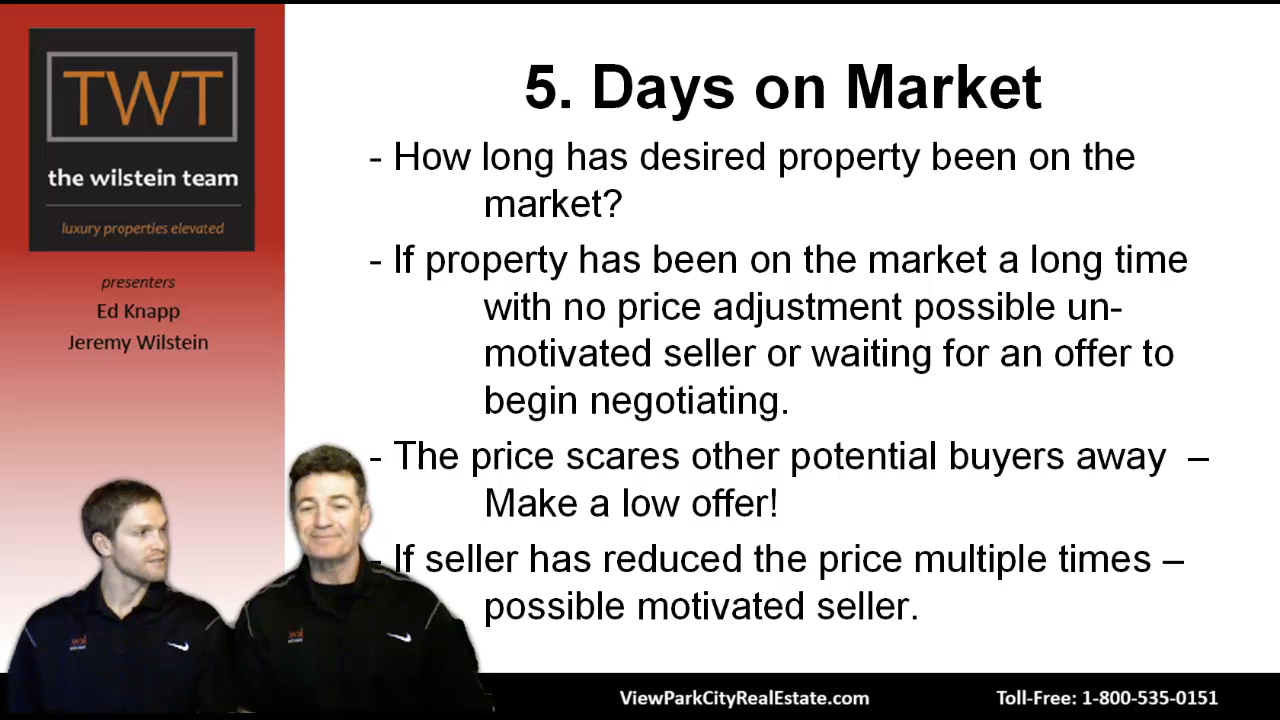 TWT
the wilstein team
luxury properties elevated
presenters
Ed Knapp
Jeremy Wilstein
5. Days on Market
- How long has desired property been on the
market?
- If property has been on the market a long time
with no price adjustment possible un-
motivated seller or waiting for an offer to
begin negotiating.
- The price scares other potential buyers away –
Make a low offer!
- If seller has reduced the price multiple times –
possible motivated seller.
ViewParkCityRealEstate.com
Toll-Free: 1-800-535-0151